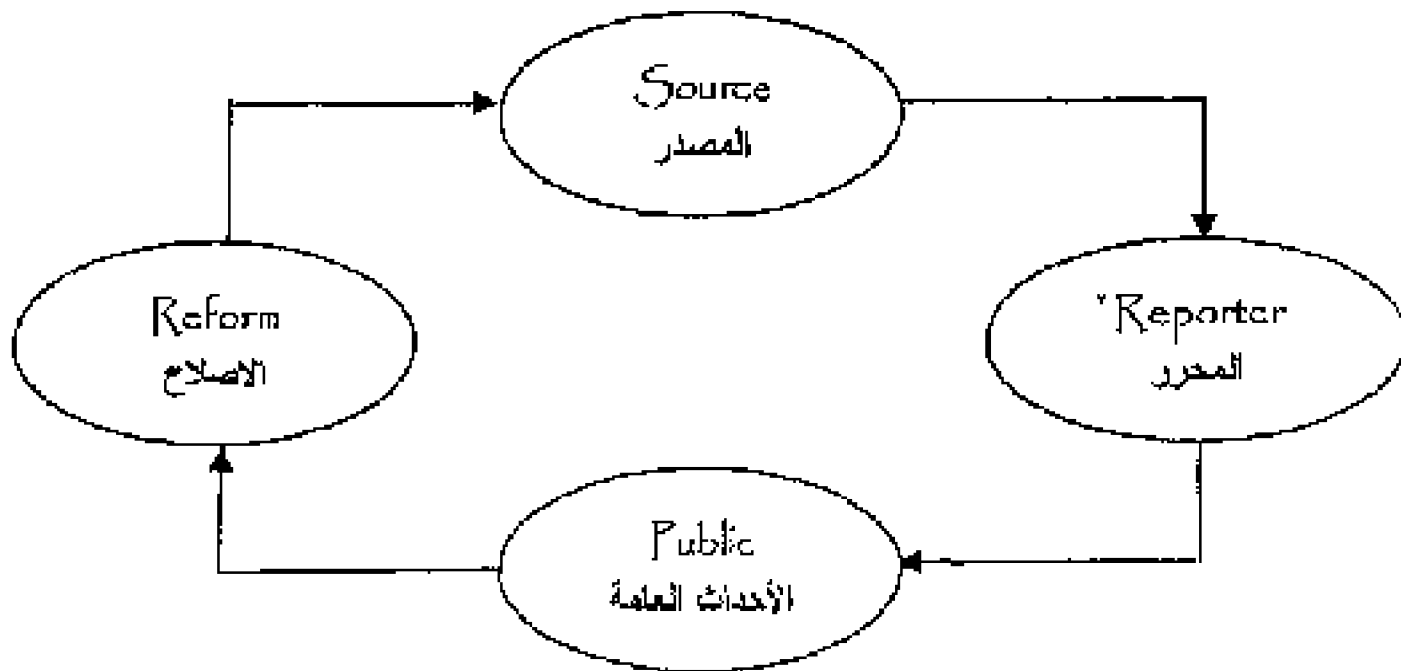 Source
المصدر
Reporter
المحرر
Public
الأحداث العامة
Reform
الاصلاح